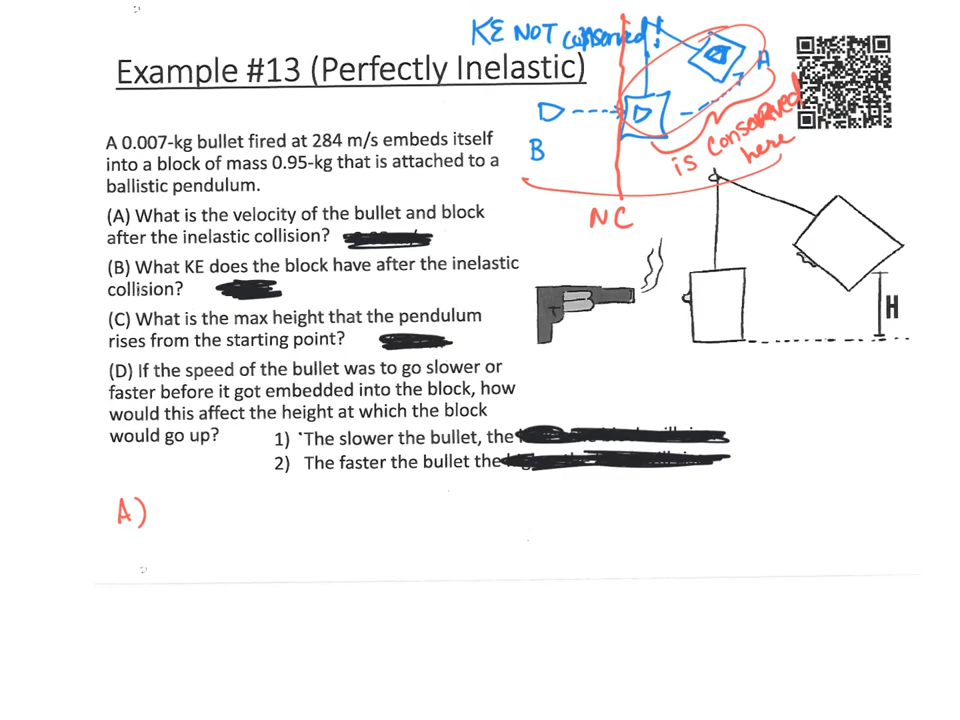 KE NOT conserved!
Example #13 (Perfectly Inelastic)
A
D
D
B
is conserved
here
NC
A 0.007-kg bullet fired at 284 m/s embeds itself
into a block of mass 0.95-kg that is attached to a
ballistic pendulum.
(A) What is the velocity of the bullet and block
after the inelastic collision?
(B) What KE does the block have after the inelastic
collision?
(C) What is the max height that the pendulum
rises from the starting point?
H
(D) If the speed of the bullet was to go slower or
faster before it got embedded into the block, how
would this affect the height at which the block
would go up?
1) The slower the bullet, the
2) The faster the bullet the
A)